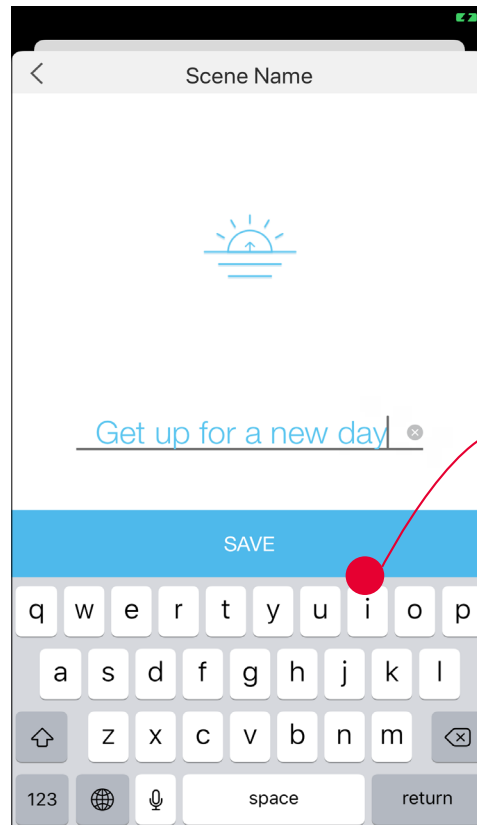 Scene Name
Get up for a new day
SAVE
q w e r t y u i o p
a s d f g h j k l
z x c v b n m
123 space return